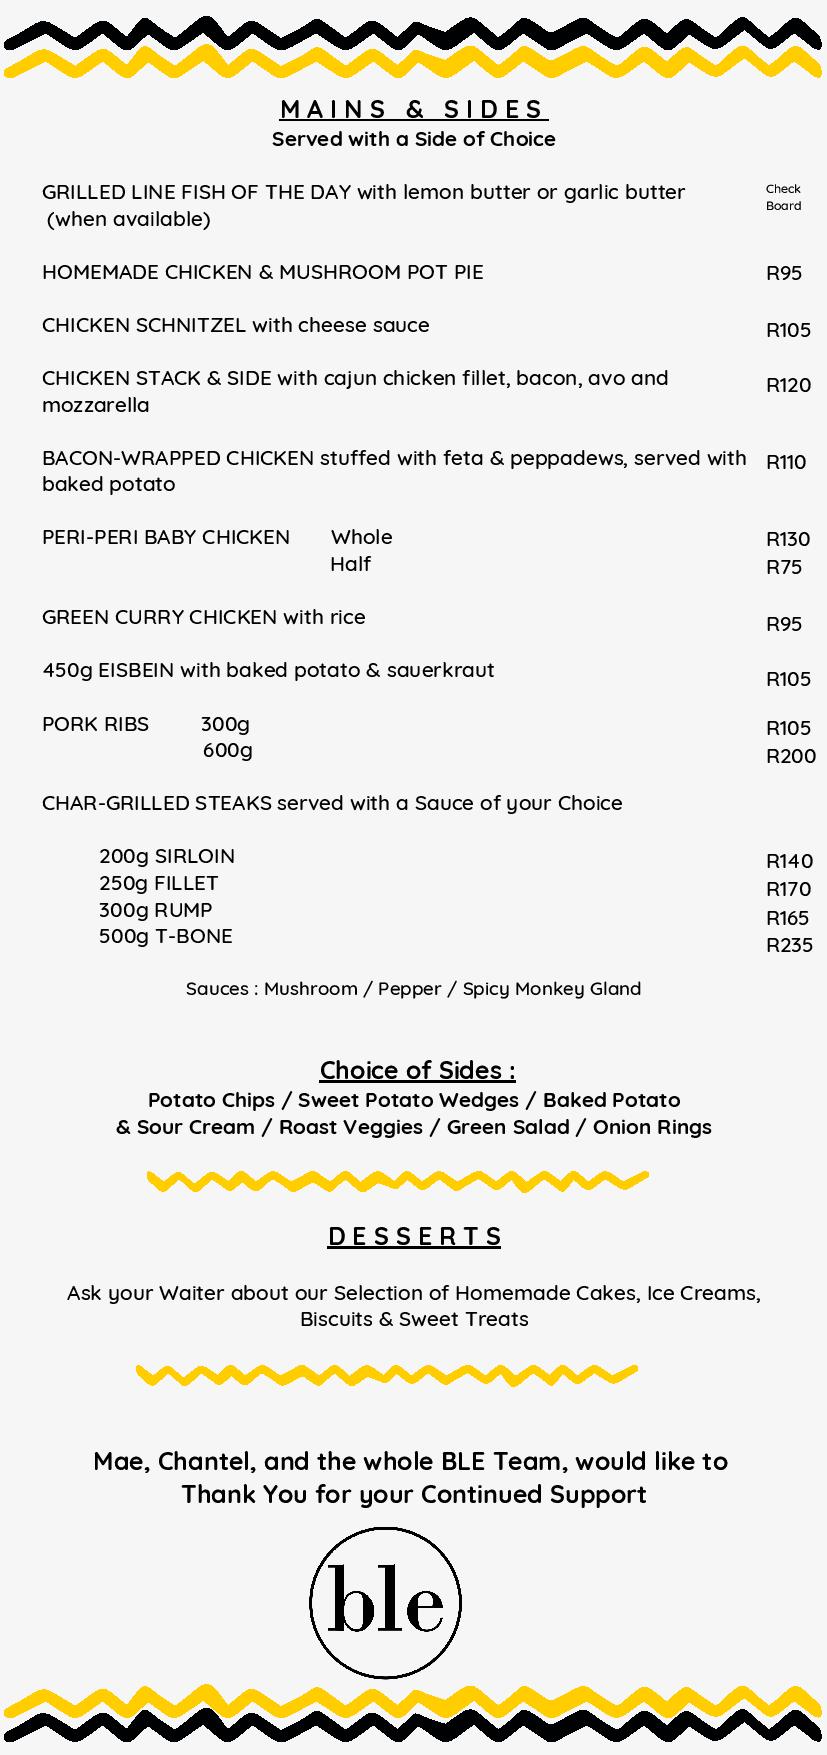 MAINS & SIDES
Served with a Side of Choice
GRILLED LINE FISH OF THE DAY with lemon butter or garlic butter Check
(when available) Board
HOMEMADE CHICKEN & MUSHROOM POT PIE R95
CHICKEN SCHNITZEL with cheese sauce R105
CHICKEN STACK & SIDE with cajun chicken fillet, bacon, avo and R120
mozzarella
BACON-WRAPPED CHICKEN stuffed with feta & peppadews, served with R110
baked potato
PERI-PERI BABY CHICKEN Whole R130
Half R75
GREEN CURRY CHICKEN with rice R95
450g EISBEIN with baked potato & sauerkraut R105
PORK RIBS 300g R105
600g R200
CHAR-GRILLED STEAKS served with a Sauce of your Choice
200g SIRLOIN R140
250g FILLET R170
300g RUMP R165
500g T-BONE R235
Sauces : Mushroom / Pepper / Spicy Monkey Gland
Choice of Sides :
Potato Chips / Sweet Potato Wedges / Baked Potato
& Sour Cream / Roast Veggies / Green Salad / Onion Rings
DESSERTS
Ask your Waiter about our Selection of Homemade Cakes, Ice Creams,
Biscuits & Sweet Treats
Mae, Chantel, and the whole BLE Team, would like to
Thank You for your Continued Support
ble